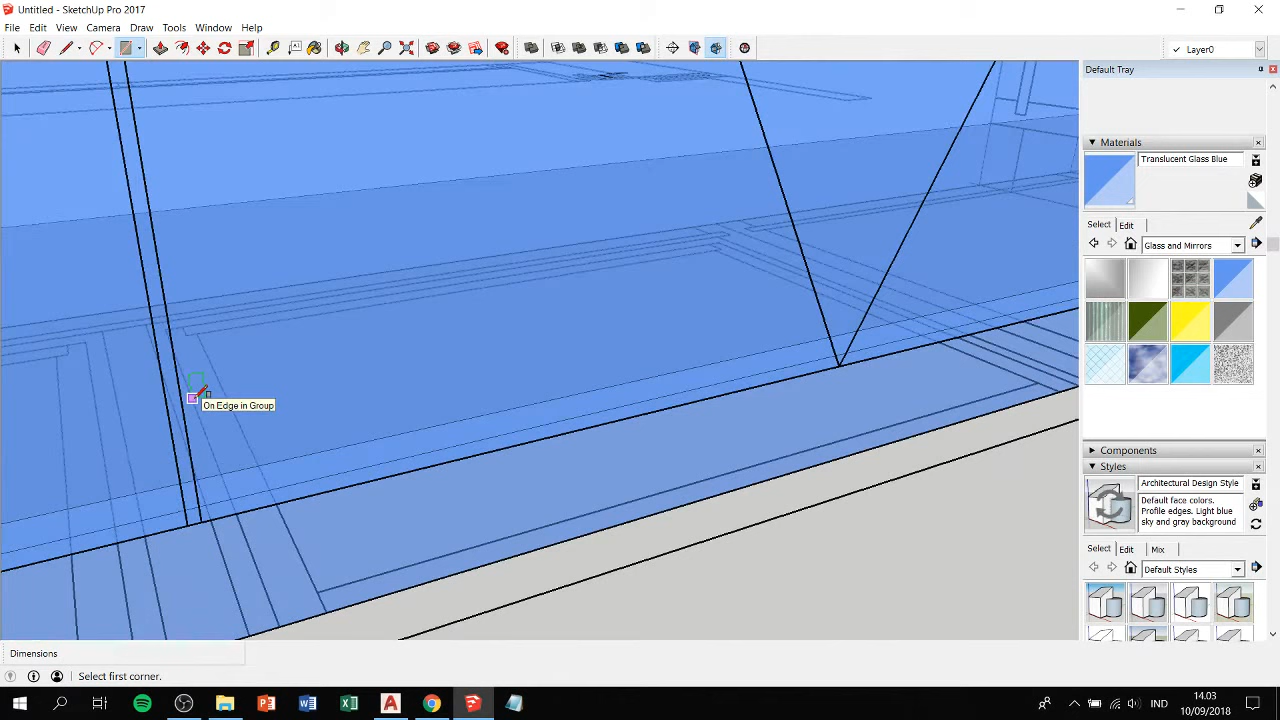 Untitled - SketchUp Pro 2017
File Edit View Camera Draw Tools Window Help
Layer0
Default Tray
Materials
Translucent Glass Blue
Select Edit
Glass and Mirrors
On Edge in Group
Components
Styles
Architectural Design Style
Default face colors.
Profile edges. Light blue
sky and gray background
Select Edit Mix
Default Styles
Dimensions
Select first corner.
IND
14.03
10/09/2018